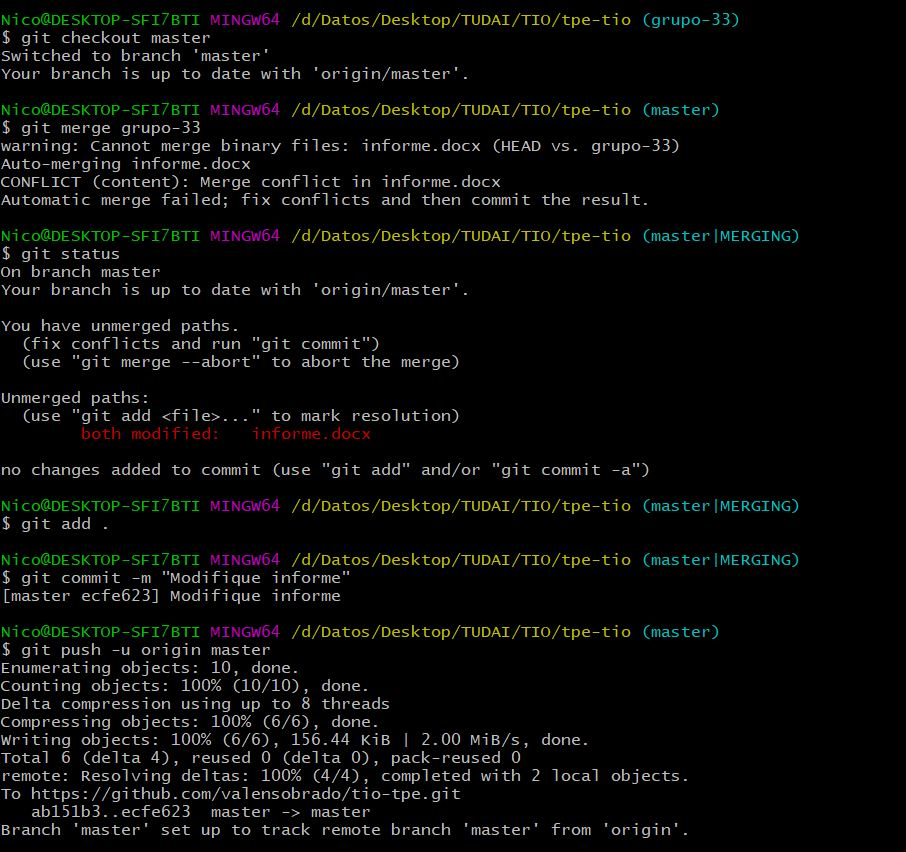 Nico@DESKTOP-SFI7BTI MINGW64 /d/Datos/Desktop/TUDAI/TIO/tpe-tio (grupo-33)
$ git checkout master
Switched to branch 'master'
Your branch is up to date with 'origin/master'.
Nico@DESKTOP-SFI7BTI MINGW64 /d/Datos/Desktop/TUDAI/TIO/tpe-tio (master)
$ git merge grupo-33
warning: Cannot merge binary files: informe.docx (HEAD vs. grupo-33)
Auto-merging informe.docx
CONFLICT (content): Merge conflict in informe.docx
Automatic merge failed; fix conflicts and then commit the result.
Nico@DESKTOP-SFI7BTI MINGW64 /d/Datos/Desktop/TUDAI/TIO/tpe-tio (master|MERGING)
$ git status
On branch master
Your branch is up to date with 'origin/master'.
You have unmerged paths.
(fix conflicts and run "git commit")
(use "git merge --abort" to abort the merge)
Unmerged paths:
(use "git add <file>..." to mark resolution)
both modified:   informe.docx
no changes added to commit (use "git add" and/or "git commit -a")
Nico@DESKTOP-SFI7BTI MINGW64 /d/Datos/Desktop/TUDAI/TIO/tpe-tio (master|MERGING)
$ git add .
Nico@DESKTOP-SFI7BTI MINGW64 /d/Datos/Desktop/TUDAI/TIO/tpe-tio (master|MERGING)
$ git commit -m "Modifique informe"
[master ecfe623] Modifique informe
Nico@DESKTOP-SFI7BTI MINGW64 /d/Datos/Desktop/TUDAI/TIO/tpe-tio (master)
$ git push -u origin master
Enumerating objects: 10, done.
Counting objects: 100% (10/10), done.
Delta compression using up to 8 threads
Compressing objects: 100% (6/6), done.
Writing objects: 100% (6/6), 156.44 KiB | 2.00 MiB/s, done.
Total 6 (delta 4), reused 0 (delta 0), pack-reused 0
remote: Resolving deltas: 100% (4/4), completed with 2 local objects.
To https://github.com/valensobrado/tio-tpe.git
ab151b3..ecfe623  master -> master
Branch 'master' set up to track remote branch 'master' from 'origin'.